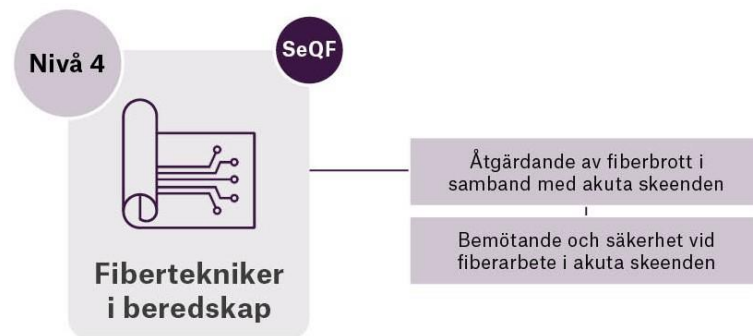 Nivå 4
SeQF
Fibertekniker
i beredskap
Åtgärdande av fiberbrott i
samband med akuta skeenden
Bemötande och säkerhet vid
fiberarbete i akuta skeenden